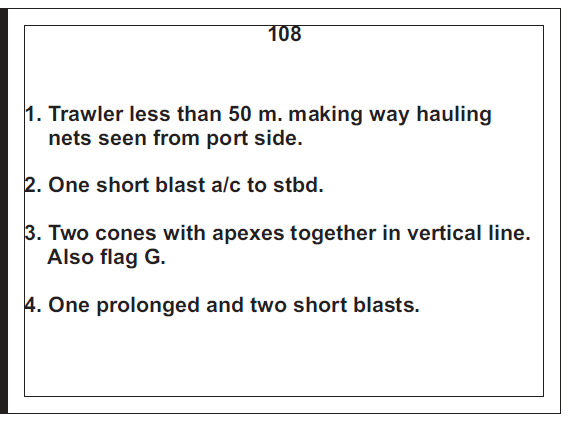 108
1. Trawler less than 50 m. making way hauling
nets seen from port side.
2. One short blast a/c to stbd.
3. Two cones with apexes together in vertical line.
Also flag G.
4. One prolonged and two short blasts.